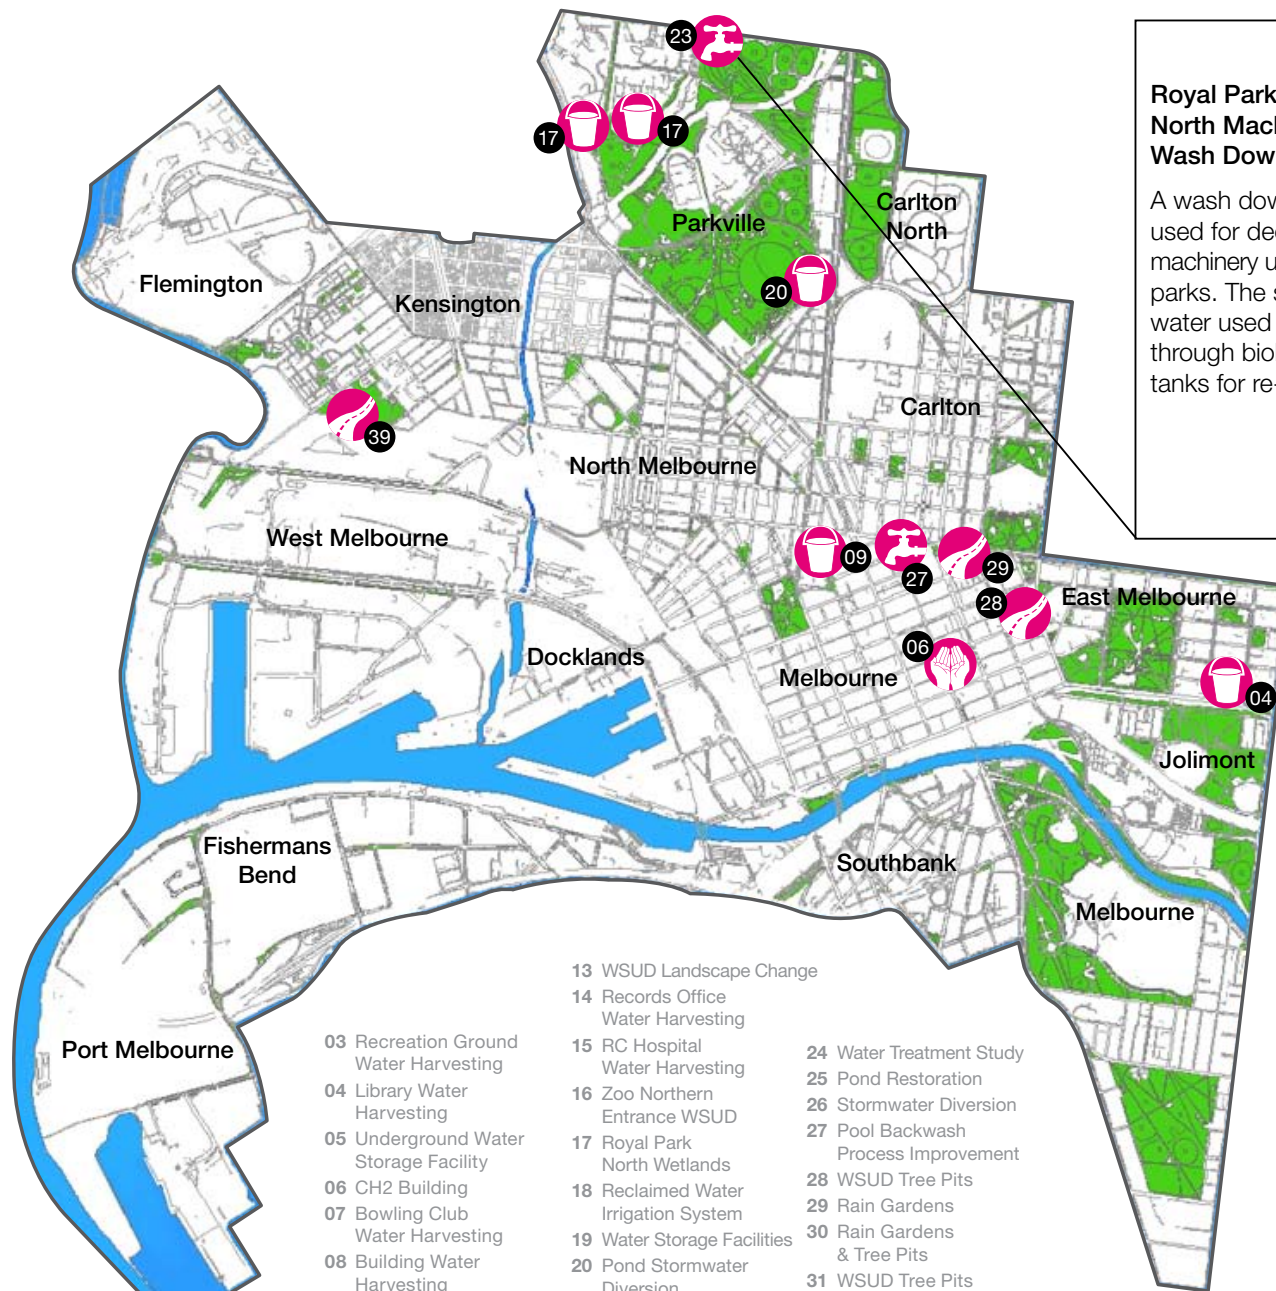 23
17
17
Royal Park
North Mac
Wash Dow
A wash dow
used for de
machinery u
parks. The s
water used
through biol
tanks for re-
Carlton
North
Parkville
Flemington
Kensington
20
Carlton
39
North Melbourne
West Melbourne
09
27
29
28
East Melbourne
06
Docklands
Melbourne
04
Jolimont
Fishermans
Bend
Southbank
Melbourne
Port Melbourne
03 Recreation Ground
Water Harvesting
04 Library Water
Harvesting
05 Underground Water
Storage Facility
06 CH2 Building
07 Bowling Club
Water Harvesting
08 Building Water
Harvesting
13 WSUD Landscape Change
14 Records Office
Water Harvesting
15 RC Hospital
Water Harvesting
16 Zoo Northern
Entrance WSUD
17 Royal Park
North Wetlands
18 Reclaimed Water
Irrigation System
19 Water Storage Facilities
20 Pond Stormwater
Diversion
24 Water Treatment Study
25 Pond Restoration
26 Stormwater Diversion
27 Pool Backwash
Process Improvement
28 WSUD Tree Pits
29 Rain Gardens
30 Rain Gardens
& Tree Pits
31 WSUD Tree Pits